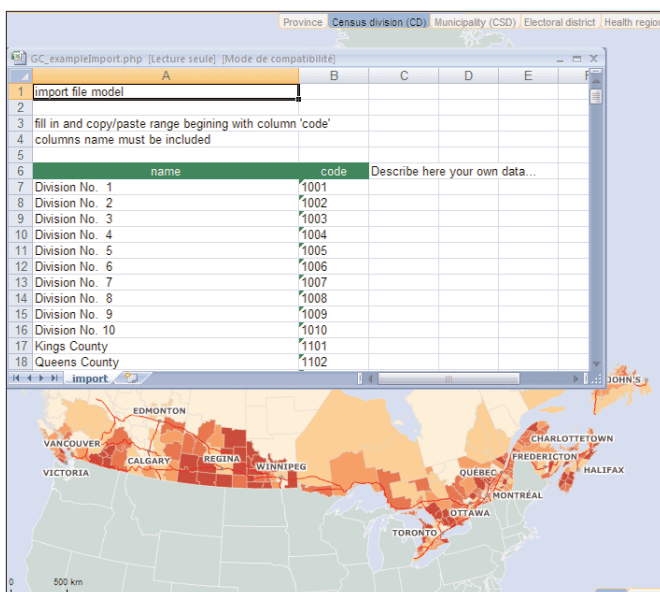 Province Census division (CD) Municipality (CSD) Electoral district Health region
GC_exampleImport.php [Lecture seule] [Mode de compatibilité]
A B C D E F
1 import file model
2
3 fill in and copy/paste range begining with column 'code'
4 columns name must be included
5
6 name code Describe here your own data...
7 Division No. 1 1001
8 Division No. 2 1002
9 Division No. 3 1003
10 Division No. 4 1004
11 Division No. 5 1005
12 Division No. 6 1006
13 Division No. 7 1007
14 Division No. 8 1008
15 Division No. 9 1009
16 Division No. 10 1010
17 Kings County 1101
18 Queens County 1102
import
JOHN'S
EDMONTON
VANCOUVER
CHARLOTTETOWN
CALGARY
REGINA
WINNIPEG
FREDERICTON
VICTORIA
QUÉBEC
HALIFAX
MONTRÉAL
OTTAWA
TORONTO
0 500 km